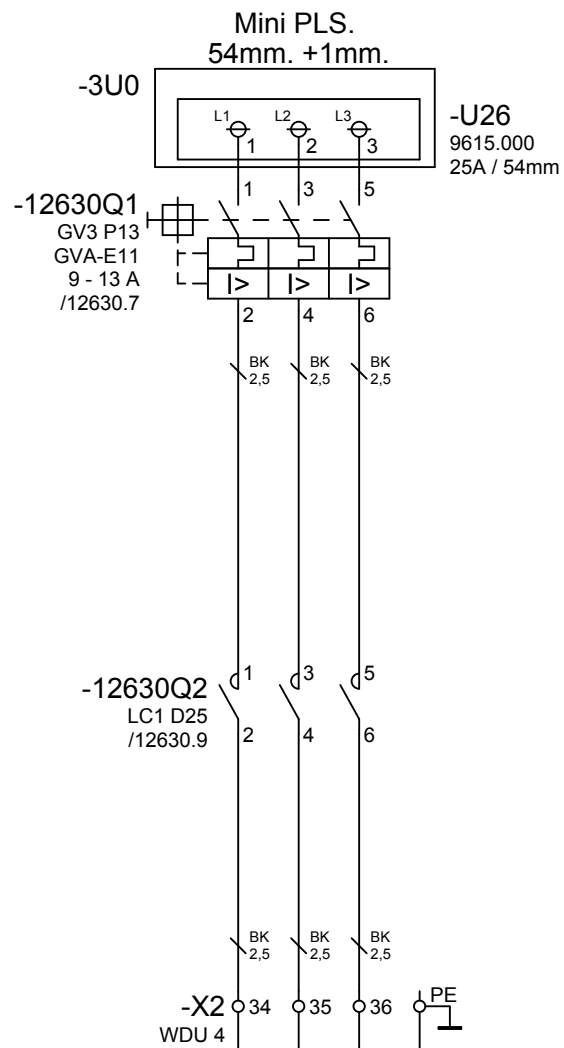 Mini PLS.
54mm. +1mm.
-3U0
-U26
9615.000
25A / 54mm
L1 L2 L3
1 2 3
1 3 5
-12630Q1
GV3 P13
GVA-E11
9 - 13 A
/12630.7
I> I> I>
2 4 6
BK BK BK
2,5 2,5 2,5
1 3 5
-12630Q2
LC1 D25
/12630.9
2 4 6
BK BK BK
2,5 2,5 2,5
-X2 34 35 36 PE
WDU 4